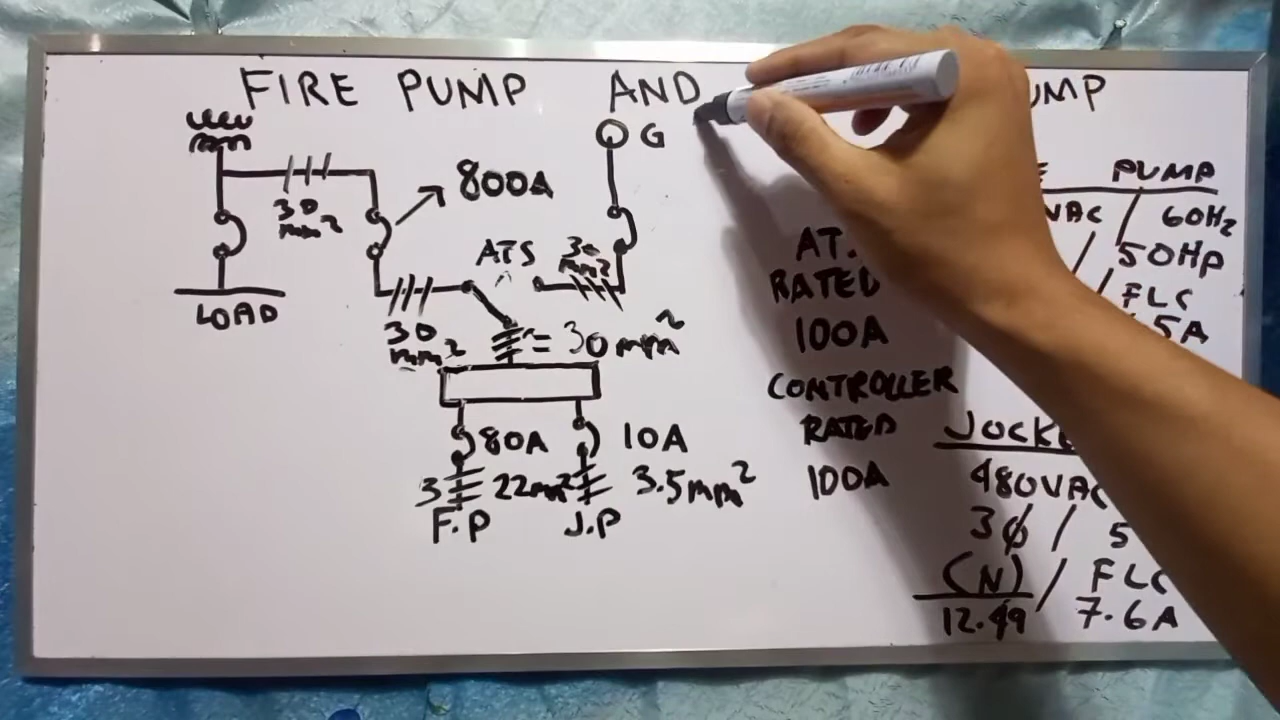 FIRE PUMP AND
UMP
G
800A
30
mm²
LOAD
ATS
30
mm²
30
mm²
= 30 mm²
80A
10A
3 22mm²
3.5mm²
F.P
J.P
RATED
100A
CONTROLLER
RATED
100A
PUMP
VAC / 60Hz
/ 50Hp
/ FLC
5A
480VAC
3Ø / 5
(N) / FLC
12.49 7.6A